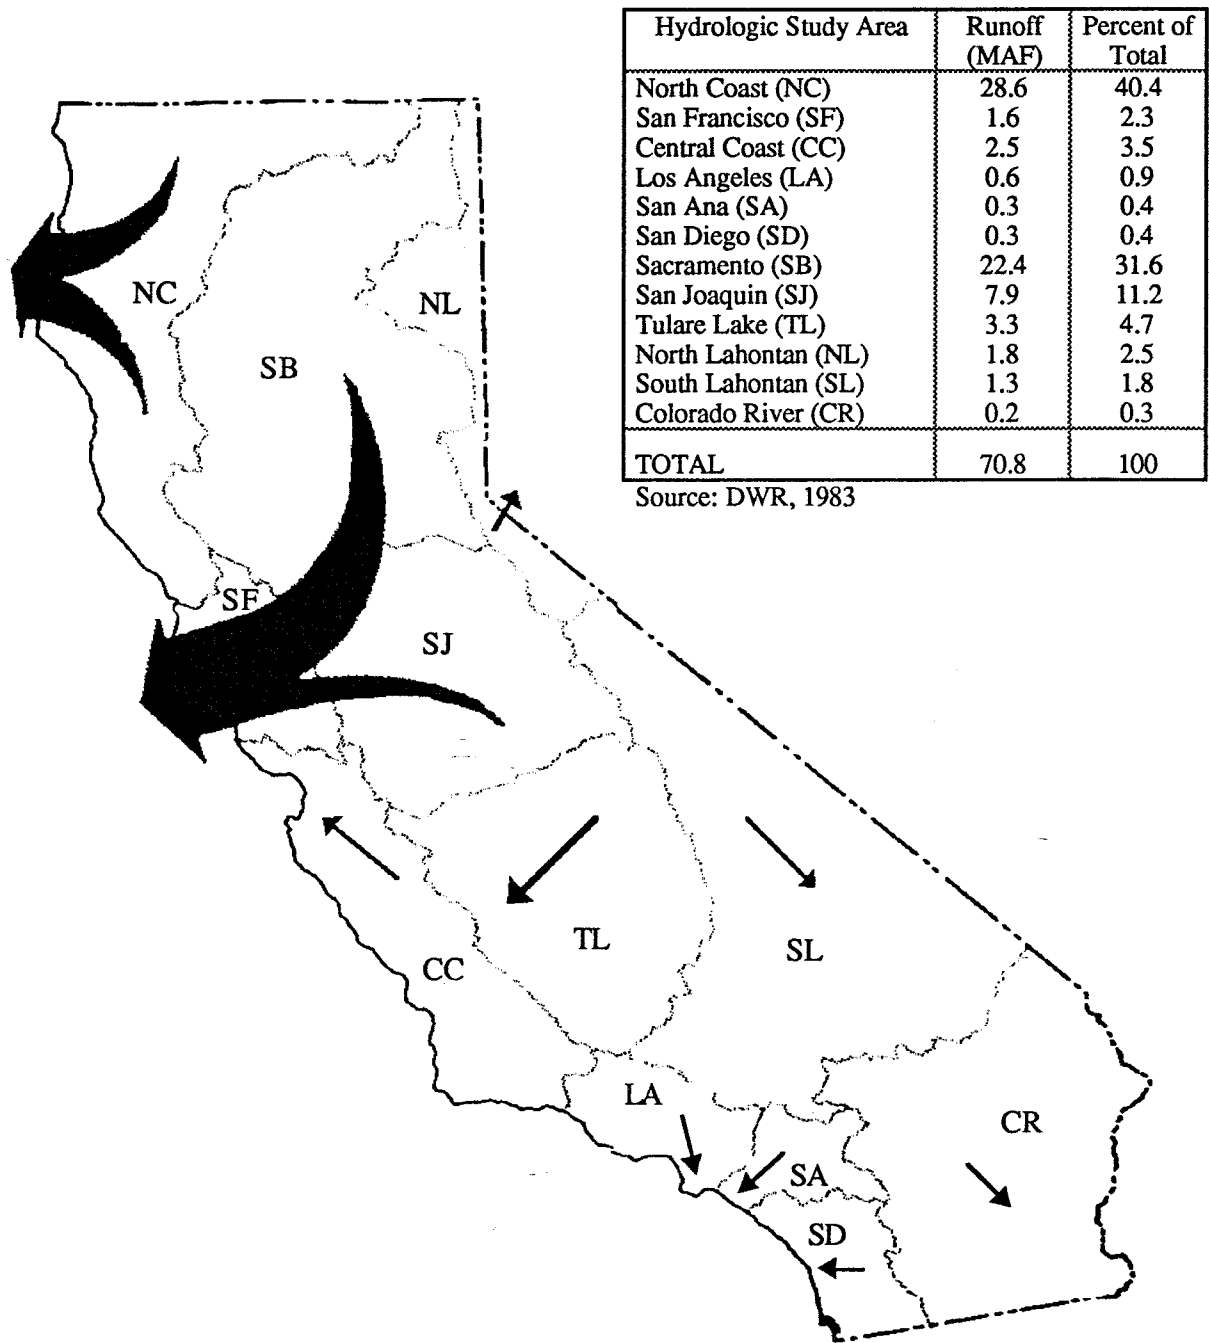 Hydrologic Study Area Runoff (MAF) Percent of Total
North Coast (NC) 28.6 40.4
San Francisco (SF) 1.6 2.3
Central Coast (CC) 2.5 3.5
Los Angeles (LA) 0.6 0.9
San Ana (SA) 0.3 0.4
San Diego (SD) 0.3 0.4
Sacramento (SB) 22.4 31.6
San Joaquin (SJ) 7.9 11.2
Tulare Lake (TL) 3.3 4.7
North Lahontan (NL) 1.8 2.5
South Lahontan (SL) 1.3 1.8
Colorado River (CR) 0.2 0.3
TOTAL 70.8 100
Source: DWR, 1983
NC
NL
SB
SF
SJ
TL
SL
CC
LA
CR
SA
SD